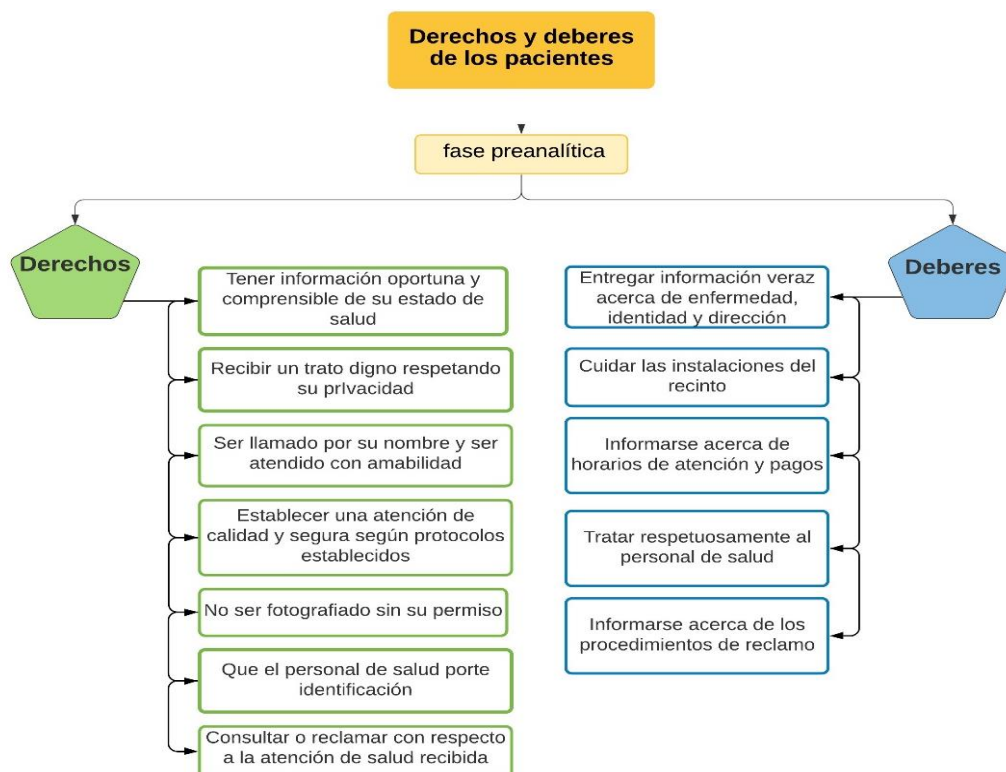 Derechos y deberes
de los pacientes
fase preanalítica
Derechos
Tener información oportuna y
comprensible de su estado de
salud
Recibir un trato digno respetando
su prIvacidad
Ser llamado por su nombre y ser
atendido con amabilidad
Establecer una atención de
calidad y segura según protocolos
establecidos
No ser fotografiado sin su permiso
Que el personal de salud porte
identificación
Consultar o reclamar con respecto
a la atención de salud recibida
Deberes
Entregar información veraz
acerca de enfermedad,
identidad y dirección
Cuidar las instalaciones del
recinto
Informarse acerca de
horarios de atención y pagos
Tratar respetuosamente al
personal de salud
Informarse acerca de los
procedimientos de reclamo